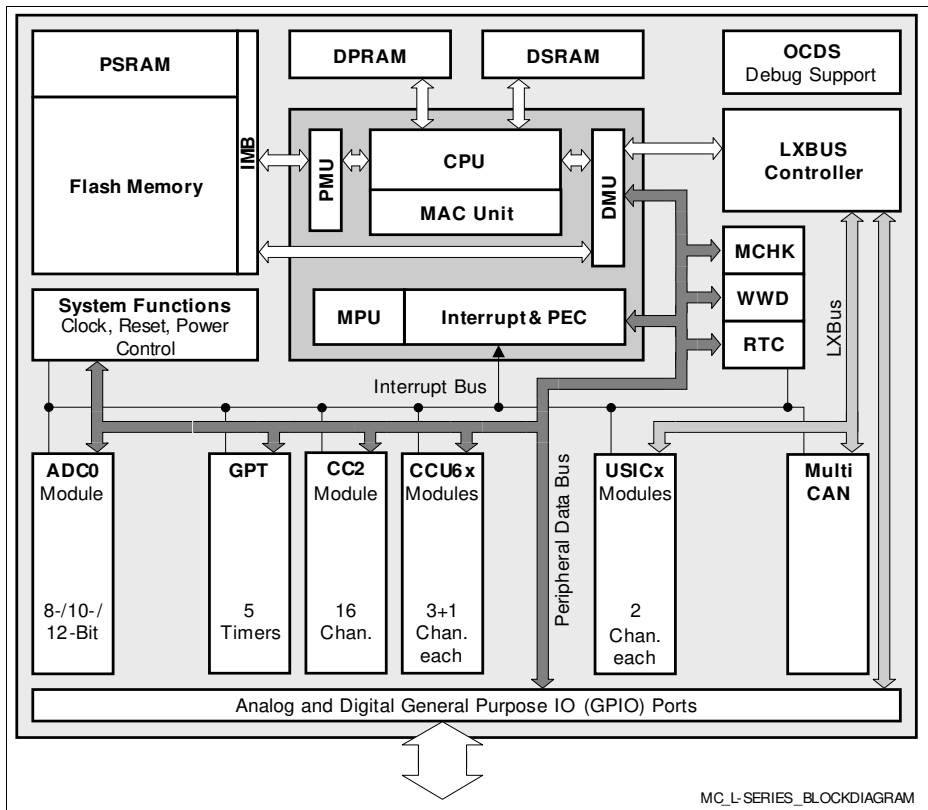 PSRAM
Flash Memory
IMB
DPRAM
DSRAM
OCDS
Debug Support
PMU
CPU
MAC Unit
DMU
LXBUS
Controller
MCHK
WWD
RTC
System Functions
Clock, Reset, Power
Control
MPU
Interrupt & PEC
Interrupt Bus
LXBus
Peripheral Data Bus
ADC0
Module
8-/10-/
12-Bit
GPT
5
Timers
CC2
Module
16
Chan.
CCU6x
Modules
3+1
Chan.
each
USICx
Modules
2
Chan.
each
Multi
CAN
Analog and Digital General Purpose IO (GPIO) Ports
MC_L-SERIES_BLOCKDIAGRAM